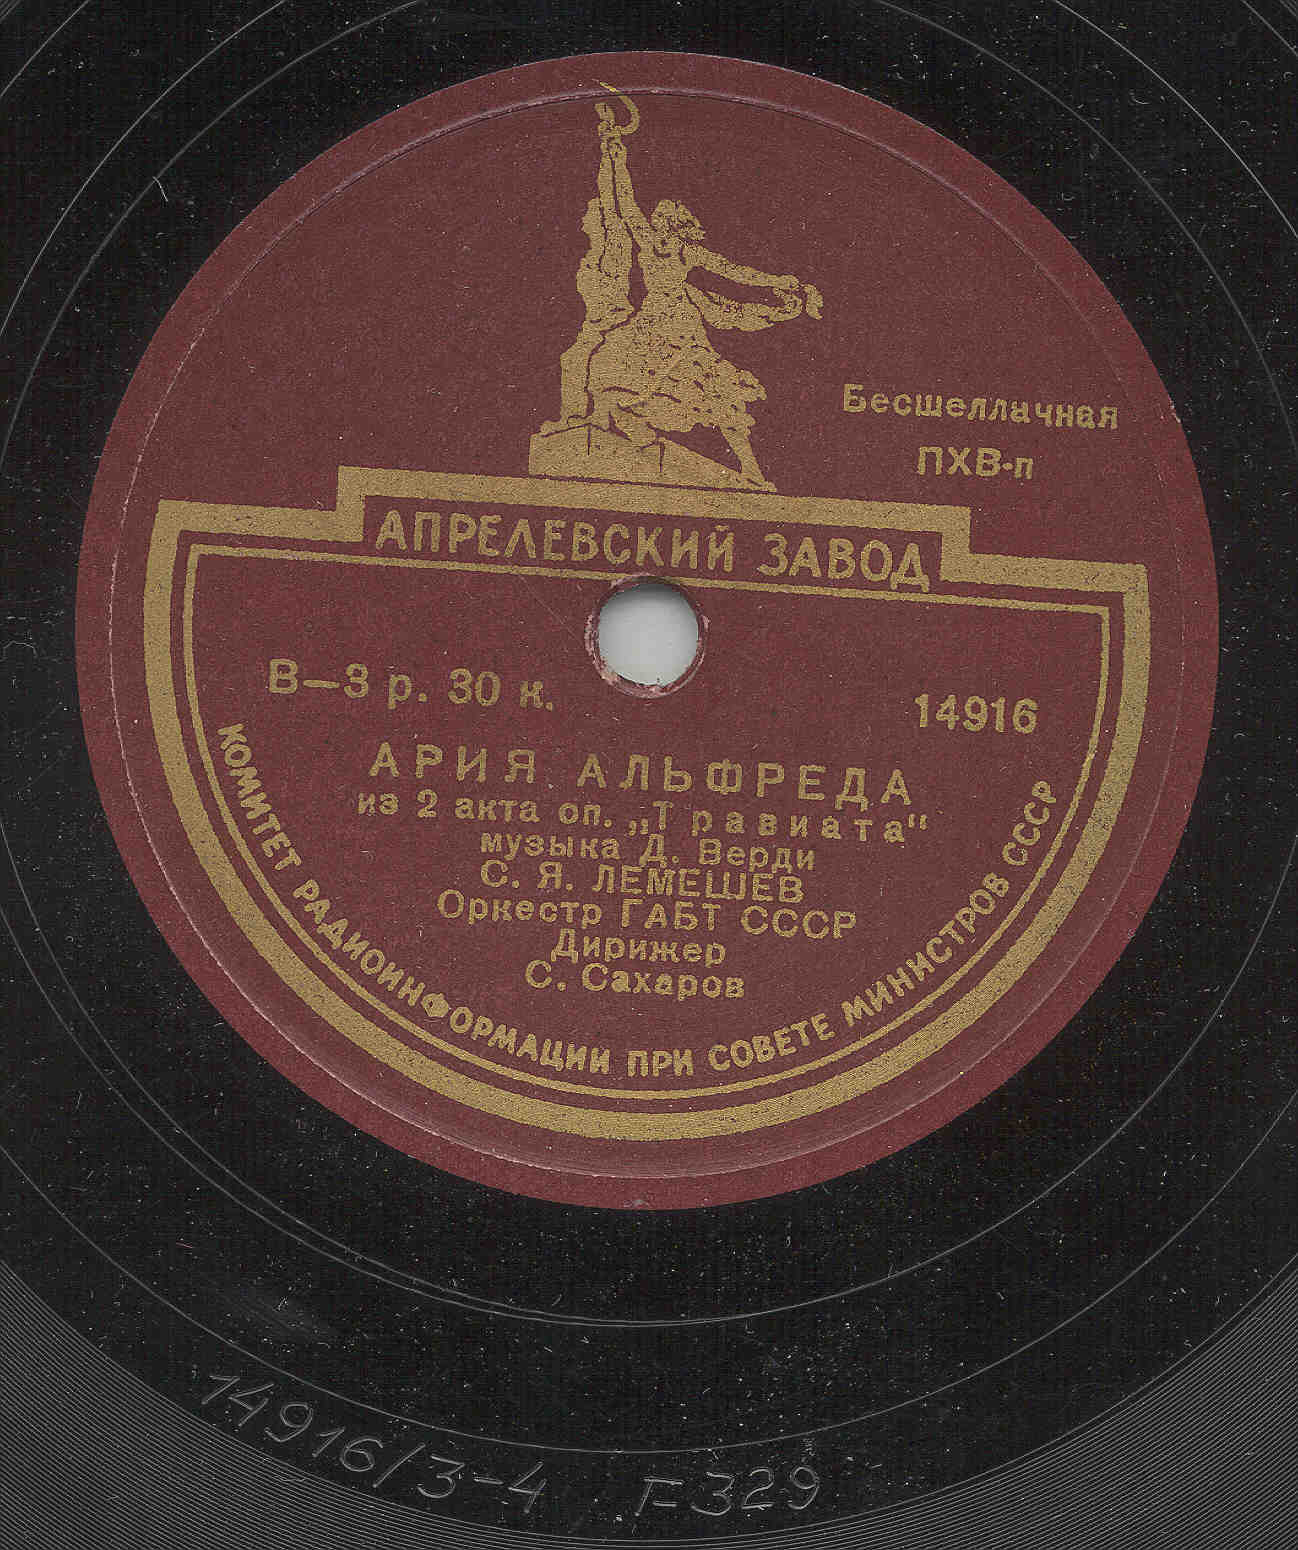 Бесшеллачная
ПХВ-п
АПРЕЛЕВСКИЙ ЗАВОД
В—3 р. 30 к.
14916
АРИЯ АЛЬФРЕДА
из 2 акта оп. „Травиата“
музыка Д. Верди
С. Я. ЛЕМЕШЕВ
Оркестр ГАБТ СССР
Дирижер
С. Сахаров
КОМИТЕТ РАДИОИНФОРМАЦИИ ПРИ СОВЕТЕ МИНИСТРОВ СССР
14916/3-4 Г-329